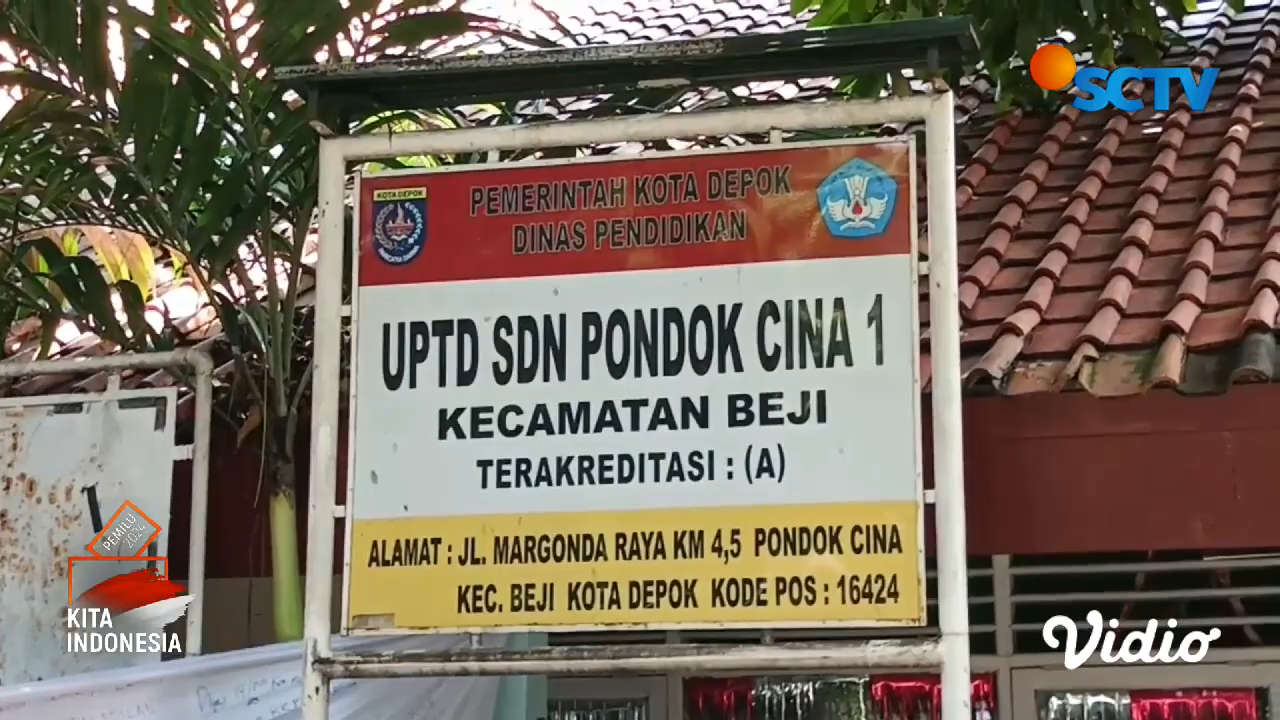 SCTV
KOTA DEPOK
PEMERINTAH KOTA DEPOK
DINAS PENDIDIKAN
UPTD SDN PONDOK CINA 1
KECAMATAN BEJI
TERAKREDITASI : (A)
ALAMAT : JL. MARGONDA RAYA KM 4,5 PONDOK CINA
KEC. BEJI KOTA DEPOK KODE POS : 16424
PEMILU
2024
KITA
INDONESIA
Vidio